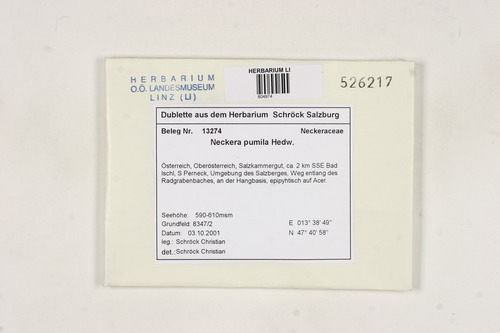 HERBARIUM
O.Ö. LANDESMUSEUM
LINZ (LI)
HERBARIUM LI
526217
Dublette aus dem Herbarium Schröck Salzburg
Beleg Nr. 13274 Neckeraceae
Neckera pumila Hedw.
Österreich, Oberösterreich, Salzkammergut, ca. 2 km SSE Bad
Ischl, S Perneck, Umgebung des Salzberges, Weg entlang des
Radgrabenbaches, an der Hangbasis, epipyhtisch auf Acer.
Seehöhe: 590-610msm E 013° 38' 49"
Grundfeld: 8347/2 N 47° 40' 58"
Datum: 03.10.2001
leg.: Schröck Christian
det.: Schröck Christian